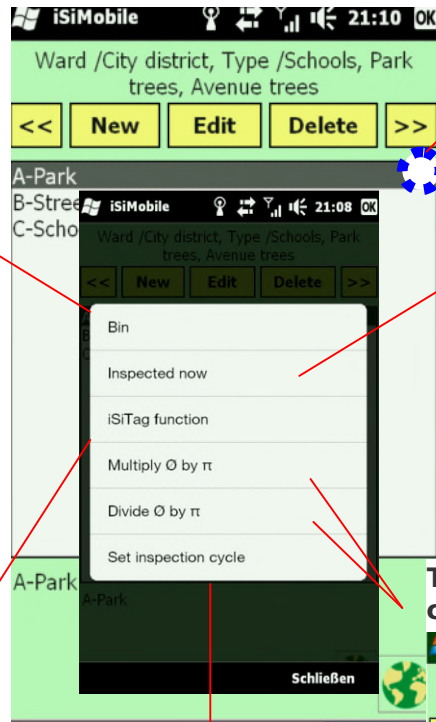 iSiMobile 21:10 OK
Ward /City district, Type /Schools, Park
trees, Avenue trees
<< New Edit Delete >>
A-Park
B-Stree
C-Scho
iSiMobile 21:08 OK
Ward /City district, Type /Schools, Park
trees, Avenue trees
<< New Edit Delete >>
Bin
Inspected now
iSiTag function
Multiply Ø by π
Divide Ø by π
Set inspection cycle
A-Park
A-Park
Schließen